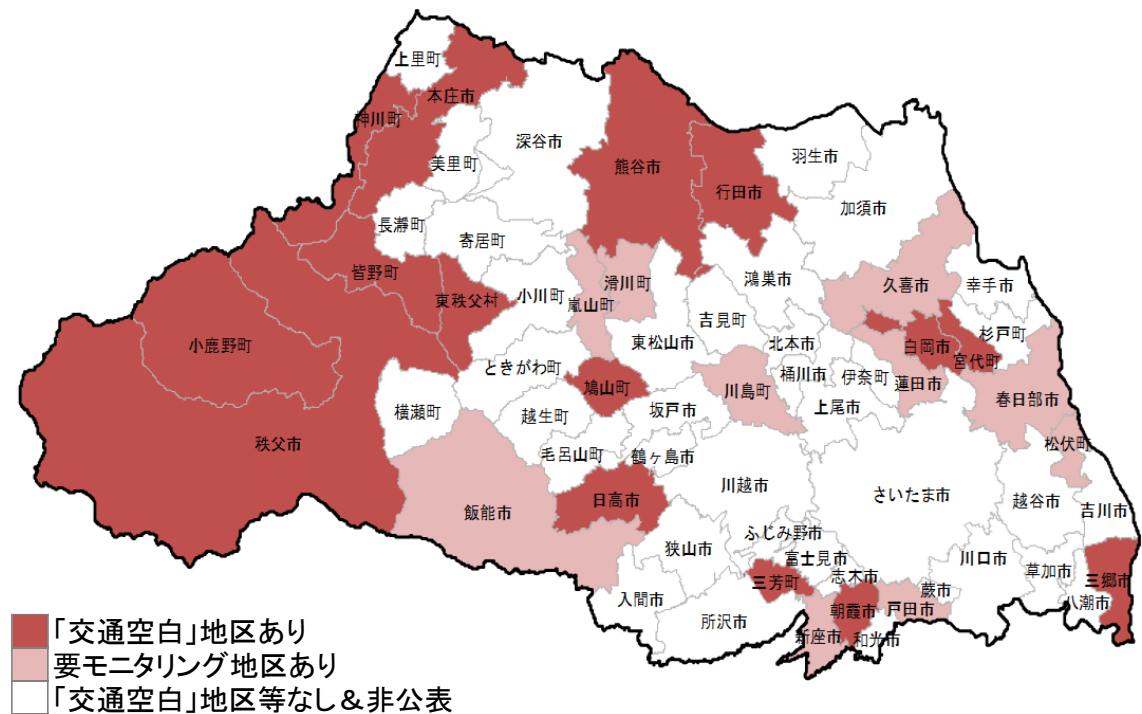 上里町
本庄市
神川町
美里町
深谷市
熊谷市
行田市
羽生市
加須市
長瀞町
寄居町
皆野町
東秩父村
小川町
嵐山町
滑川町
東松山市
吉見町
鴻巣市
北本市
久喜市
幸手市
杉戸町
白岡市
宮代町
小鹿野町
ときがわ町
鳩山町
川島町
桶川市
伊奈町
蓮田市
上尾市
春日部市
松伏町
横瀬町
越生町
坂戸市
秩父市
毛呂山町
鶴ヶ島市
飯能市
日高市
川越市
さいたま市
越谷市
吉川市
狭山市
ふじみ野市
富士見市
三芳町
志木市
川口市
草加市
三郷市
八潮市
入間市
所沢市
朝霞市
戸田市
蕨市
新座市
和光市
「交通空白」地区あり
要モニタリング地区あり
「交通空白」地区等なし＆非公表